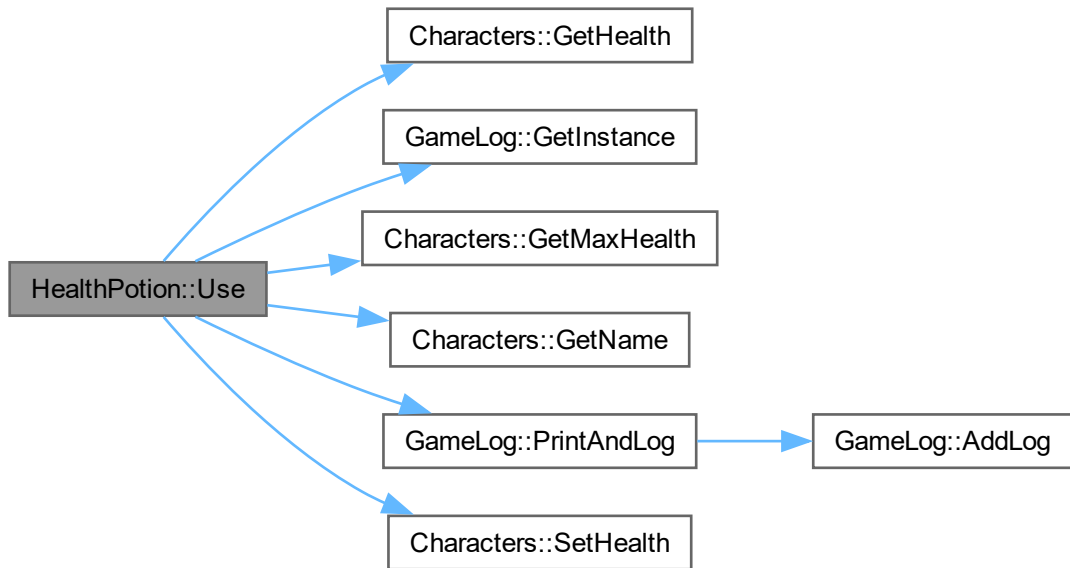 Characters::GetHealth
GameLog::GetInstance
Characters::GetMaxHealth
HealthPotion::Use
Characters::GetName
GameLog::PrintAndLog
GameLog::AddLog
Characters::SetHealth